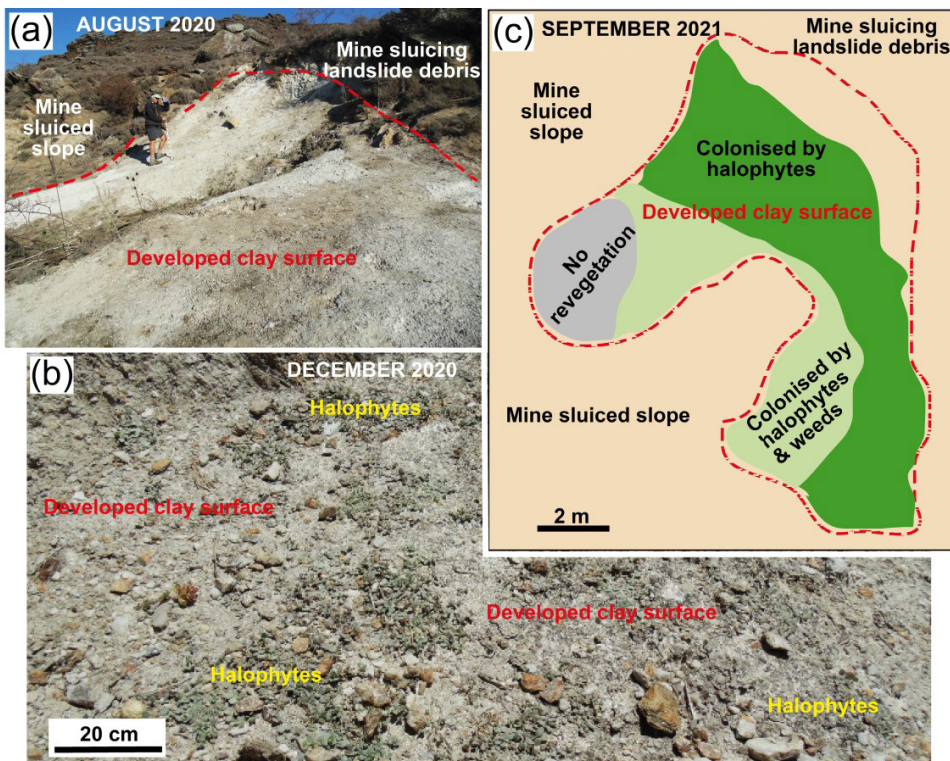 (a)
AUGUST 2020
Mine sluicing
landslide debris
Mine
sluiced
slope
Developed clay surface
(b)
DECEMBER 2020
Halophytes
Developed clay surface
Halophytes
Developed clay surface
Halophytes
20 cm
(c)
SEPTEMBER 2021
Mine sluicing
landslide debris
Mine
sluiced
slope
Colonised by
halophytes
Developed clay surface
No
revegetation
Mine sluiced slope
Colonised by
halophytes
& weeds
2 m